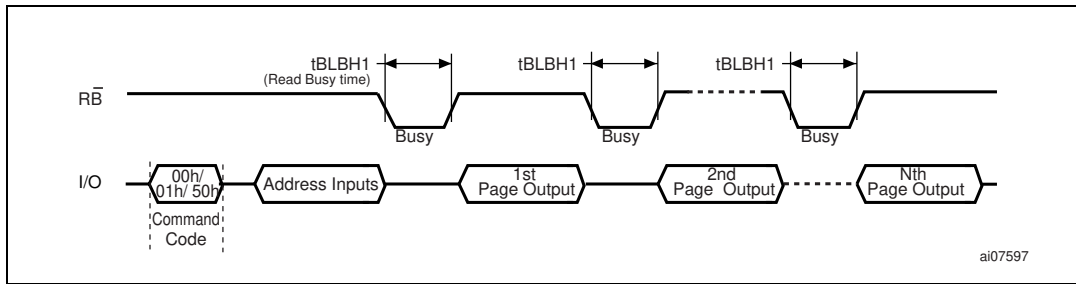 tBLBH1
(Read Busy time)
tBLBH1
tBLBH1
RB̅
Busy
Busy
Busy
I/O
00h/
01h/ 50h
Address Inputs
1st
Page Output
2nd
Page Output
Nth
Page Output
Command
Code
ai07597